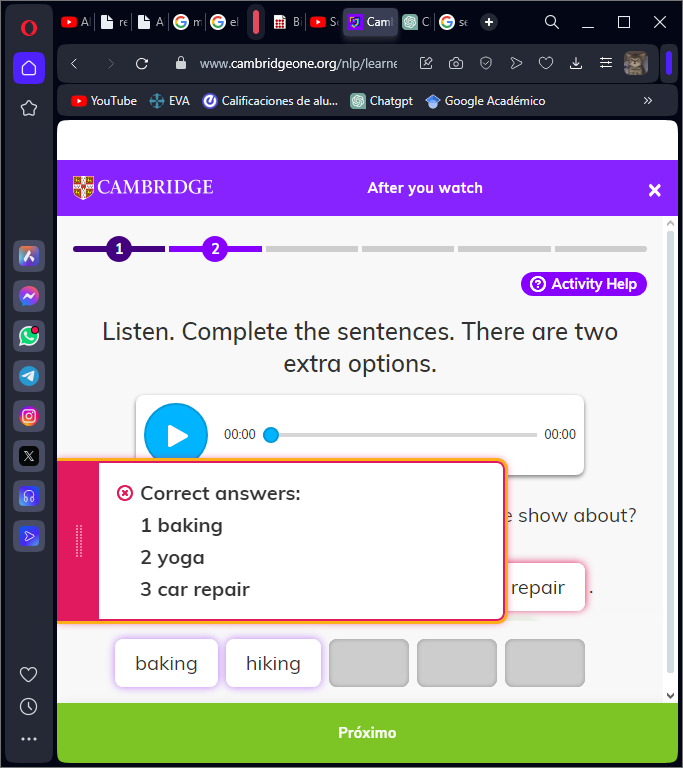 re
m
el
Bi
Cam
se
www.cambridgeone.org/nlp/learne
YouTube EVA Calificaciones de alu... Chatgpt Google Académico »
CAMBRIDGE After you watch
1 2
Activity Help
Listen. Complete the sentences. There are two
extra options.
00:00 00:00
Correct answers:
1 baking
2 yoga
3 car repair
e show about?
repair .
baking hiking
Próximo